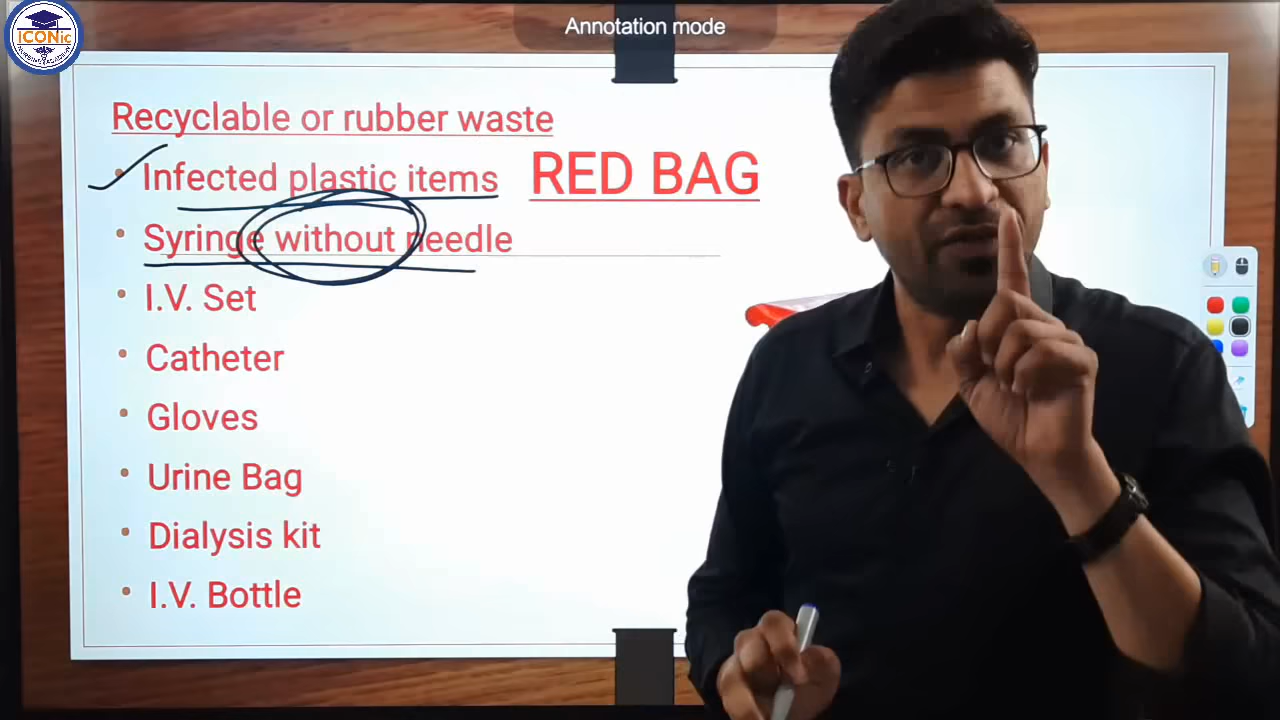 ICONic
Annotation mode
Recyclable or rubber waste
• Infected plastic items
RED BAG
• Syringe without needle
• I.V. Set
• Catheter
• Gloves
• Urine Bag
• Dialysis kit
• I.V. Bottle